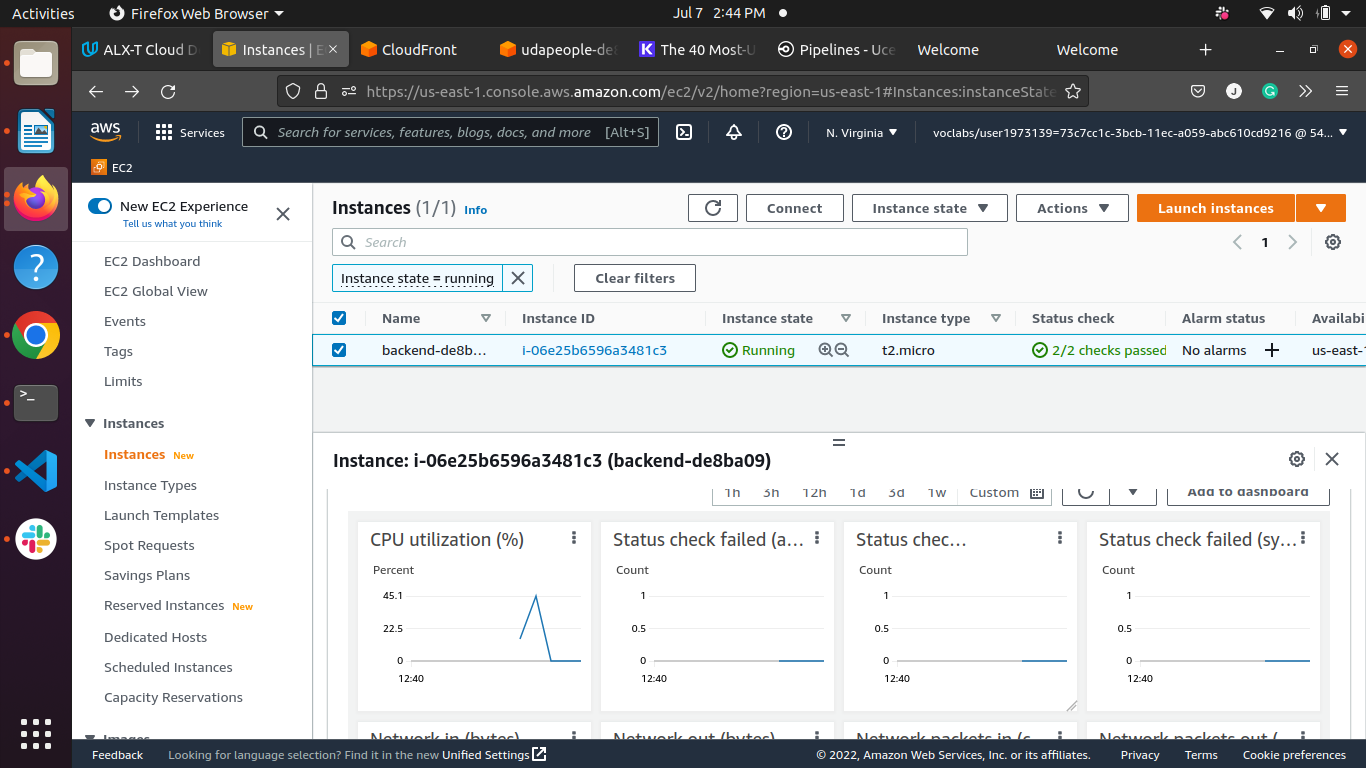 Activities
Firefox Web Browser
Jul 7 2:44 PM
ALX-T Cloud D
Instances | E
CloudFront
udapeople-de8
The 40 Most-U
Pipelines - Uce
Welcome
Welcome
https://us-east-1.console.aws.amazon.com/ec2/v2/home?region=us-east-1#Instances:instanceState
J
aws
Services
Search for services, features, blogs, docs, and more [Alt+S]
N. Virginia
voclabs/user1973139=73c7cc1c-3bcb-11ec-a059-abc610cd9216 @ 54...
EC2
New EC2 Experience
Tell us what you think
EC2 Dashboard
EC2 Global View
Events
Tags
Limits
Instances
Instances New
Instance Types
Launch Templates
Spot Requests
Savings Plans
Reserved Instances New
Dedicated Hosts
Scheduled Instances
Capacity Reservations
Images
Instances (1/1) Info
Connect
Instance state
Actions
Launch instances
Search
1
Instance state = running
Clear filters
Name Instance ID Instance state Instance type Status check Alarm status Availabi
backend-de8b... i-06e25b6596a3481c3 Running t2.micro 2/2 checks passed No alarms us-east-1
Instance: i-06e25b6596a3481c3 (backend-de8ba09)
1h 3h 12h 1d 3d 1w Custom
Add to dashboard
CPU utilization (%)
Percent
45.1
22.5
0
12:40
Status check failed (a...
Count
1
0.5
0
12:40
Status chec...
Count
1
0.5
0
12:40
Status check failed (sy...
Count
1
0.5
0
12:40
Network in (bytes)
Network out (bytes)
Network packets in (c...
Network packets out (...
Feedback
Looking for language selection? Find it in the new Unified Settings
© 2022, Amazon Web Services, Inc. or its affiliates.
Privacy
Terms
Cookie preferences